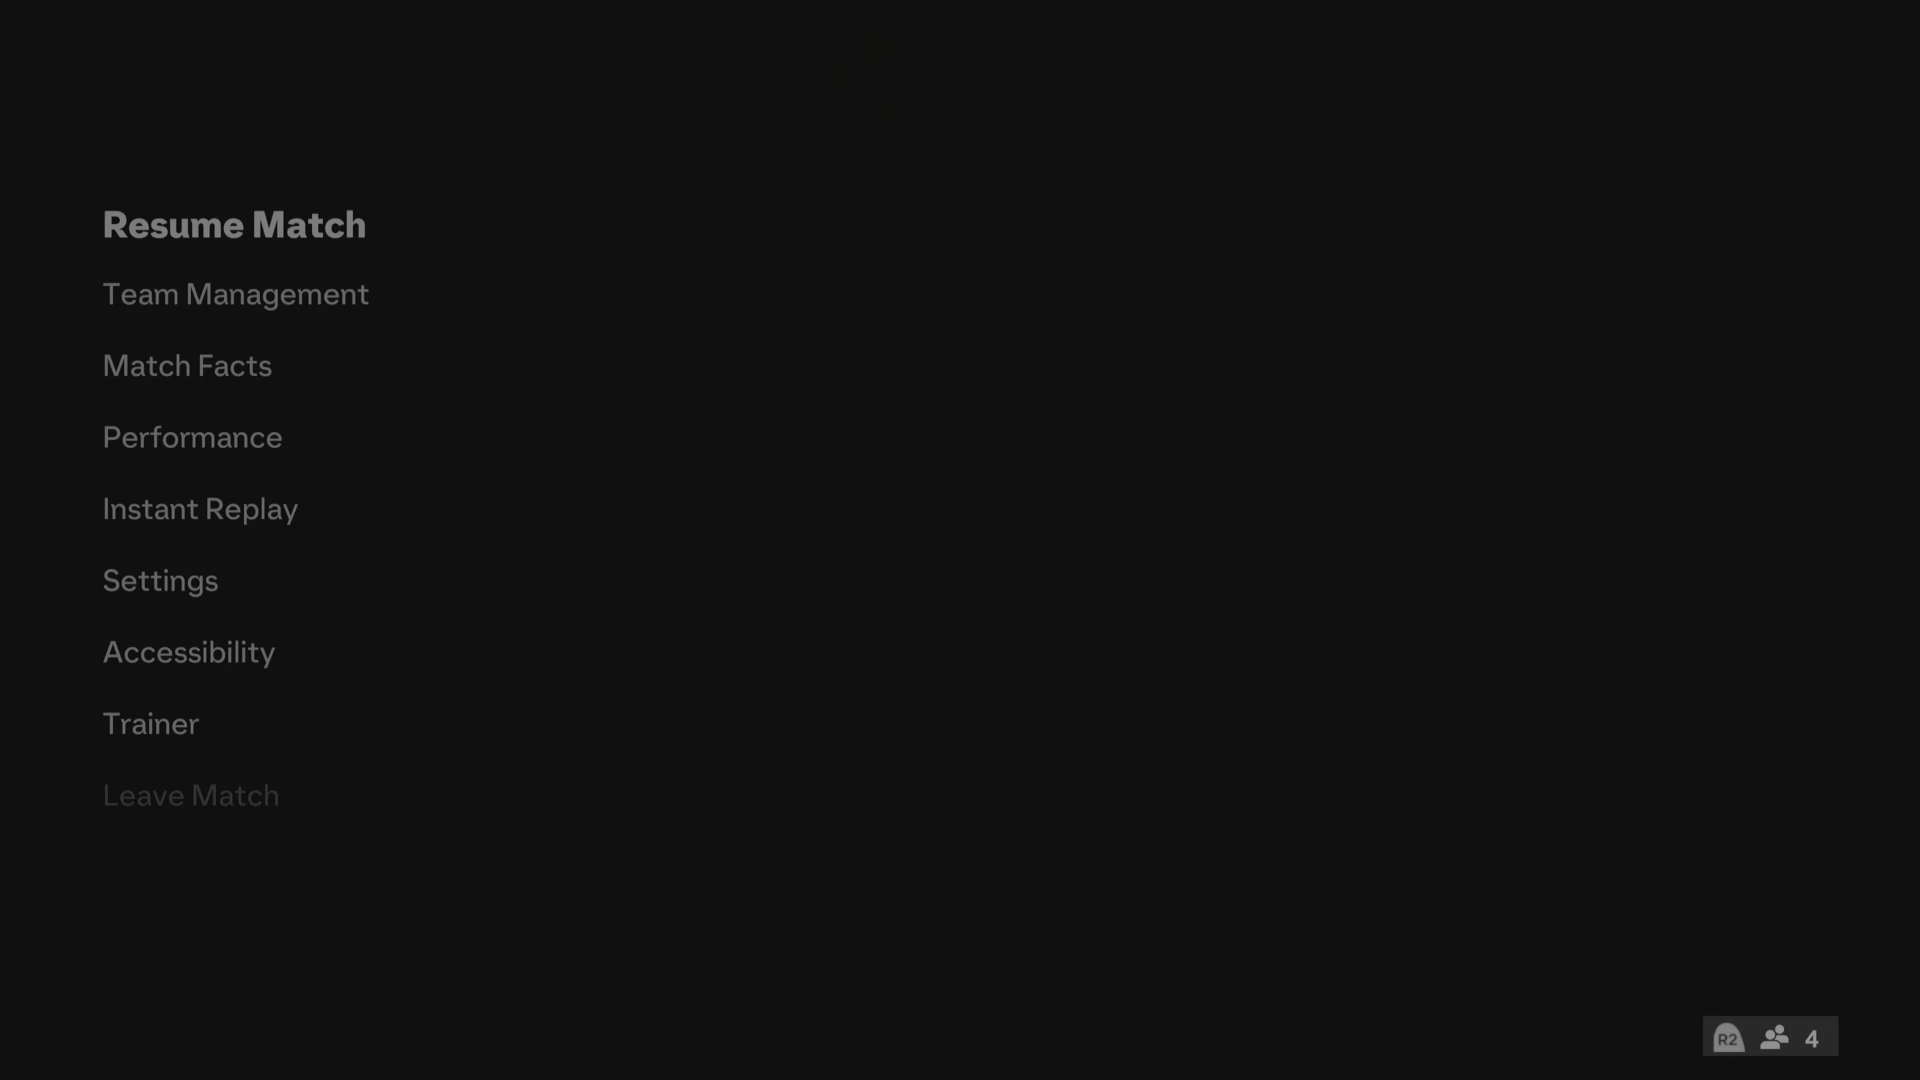 Resume Match
Team Management
Match Facts
Performance
Instant Replay
Settings
Accessibility
Trainer
Leave Match
R2 4